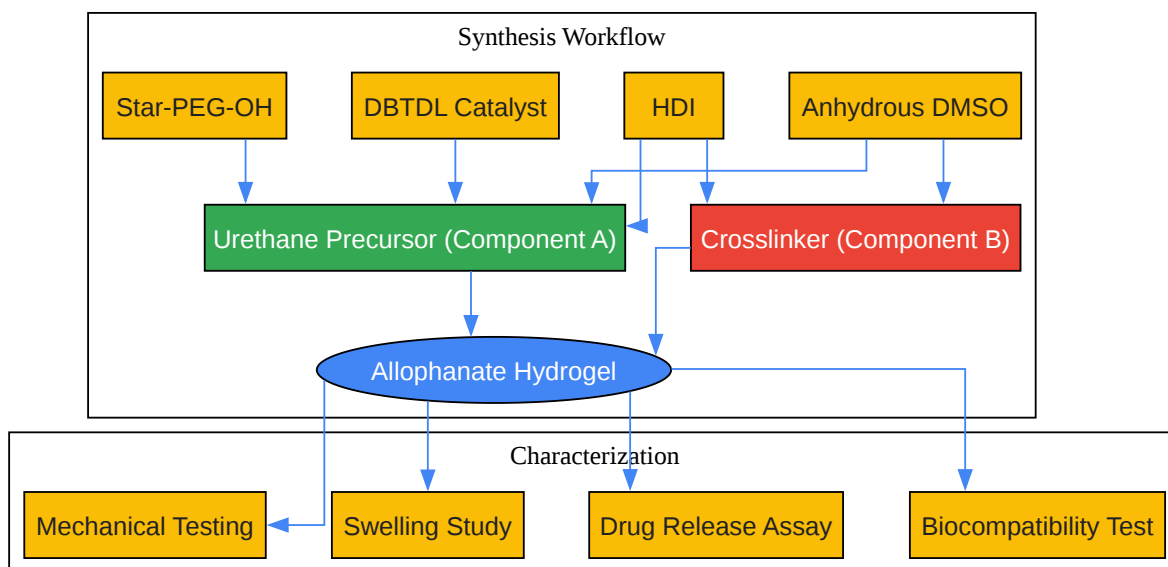 Synthesis Workflow
Star-PEG-OH
DBTDL Catalyst
HDI
Anhydrous DMSO
Urethane Precursor (Component A)
Crosslinker (Component B)
Allophanate Hydrogel
Characterization
Mechanical Testing
Swelling Study
Drug Release Assay
Biocompatibility Test